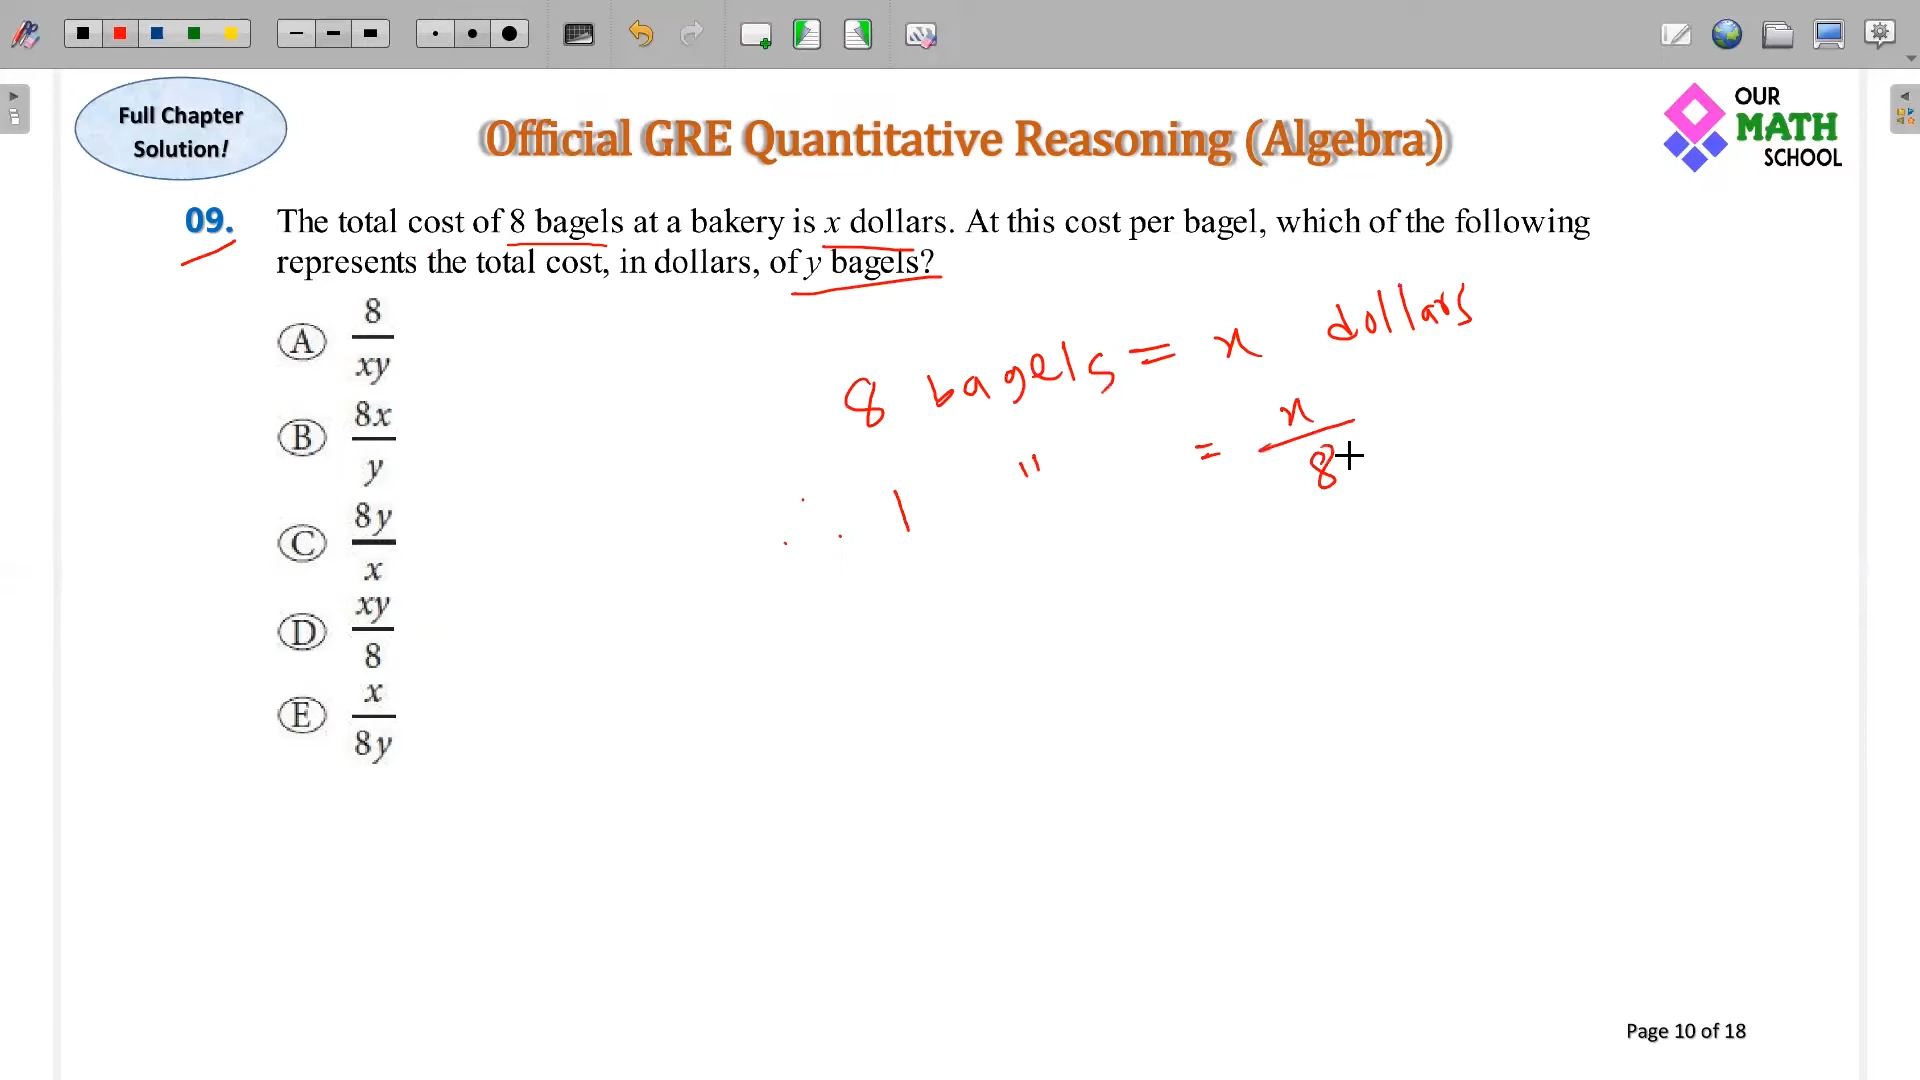 Full Chapter
Solution!
Official GRE Quantitative Reasoning (Algebra)
OUR
MATH
SCHOOL
09. The total cost of 8 bagels at a bakery is x dollars. At this cost per bagel, which of the following
represents the total cost, in dollars, of y bagels?
A 8/xy
B 8x/y
C 8y/x
D xy/8
E x/8y
8 bagels = x dollars
∴ 1 " = x/8
Page 10 of 18